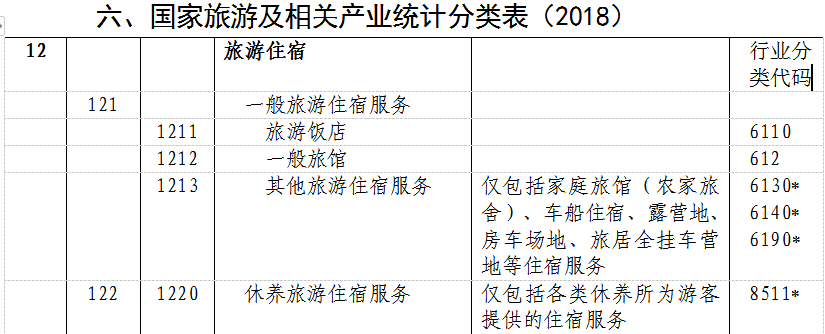 六、国家旅游及相关产业统计分类表（2018）
12 旅游住宿 行业分
类代码
121 一般旅游住宿服务
1211 旅游饭店 6110
1212 一般旅馆 612
1213 其他旅游住宿服务 仅包括家庭旅馆（农家旅 6130*
舍）、车船住宿、露营地、 6140*
房车场地、旅居全挂车营 6190*
地等住宿服务
122 1220 休养旅游住宿服务 仅包括各类休养所为游客 8511*
提供的住宿服务